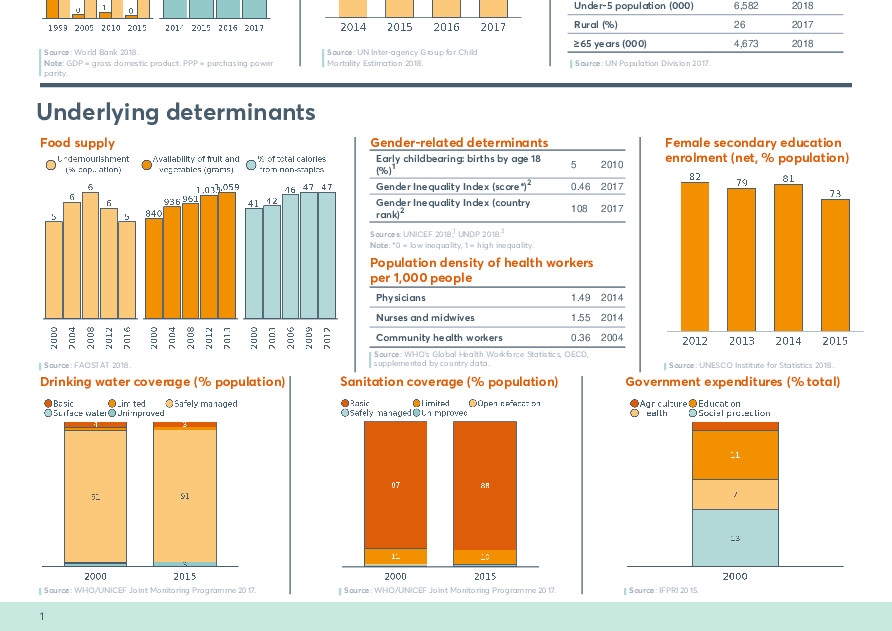 0
1
0
1999 2005 2010 2015
2014 2015 2016 2017
Source: World Bank 2018.
Note: GDP = gross domestic product. PPP = purchasing power
parity.
2014 2015 2016 2017
Source: UN Inter-agency Group for Child
Mortality Estimation 2018.
Under-5 population (000) 6,582 2018
Rural (%) 26 2017
≥65 years (000) 4,673 2018
Source: UN Population Division 2017.
Underlying determinants
Food supply
Undernourishment
(% population)
Availability of fruit and
vegetables (grams)
% of total calories
from non-staples
5 6 6 6 5
840 936 961 1,037 1,059
41 42 46 47 47
2000 2004 2008 2012 2016
2000 2004 2008 2012 2013
2000 2003 2006 2009 2012
Source: FAOSTAT 2018.
Gender-related determinants
Early childbearing: births by age 18
(%)1 5 2010
Gender Inequality Index (score*)2 0.46 2017
Gender Inequality Index (country
rank)2 108 2017
Sources: UNICEF 2018,1 UNDP 2018.2
Note: *0 = low inequality, 1 = high inequality.
Population density of health workers
per 1,000 people
Physicians 1.49 2014
Nurses and midwives 1.55 2014
Community health workers 0.36 2004
Source: WHO's Global Health Workforce Statistics, OECD,
supplemented by country data.
Female secondary education
enrolment (net, % population)
82 79 81 73
2012 2013 2014 2015
Source: UNESCO Institute for Statistics 2018.
Drinking water coverage (% population)
Basic Limited Safely managed
Surface water Unimproved
4 3
91 91
3
2000 2015
Source: WHO/UNICEF Joint Monitoring Programme 2017.
Sanitation coverage (% population)
Basic Limited Open defecation
Safely managed Unimproved
87 88
11 10
2000 2015
Source: WHO/UNICEF Joint Monitoring Programme 2017.
Government expenditures (% total)
Agriculture Education
Health Social protection
11
7
13
2000
Source: IFPRI 2015.
1